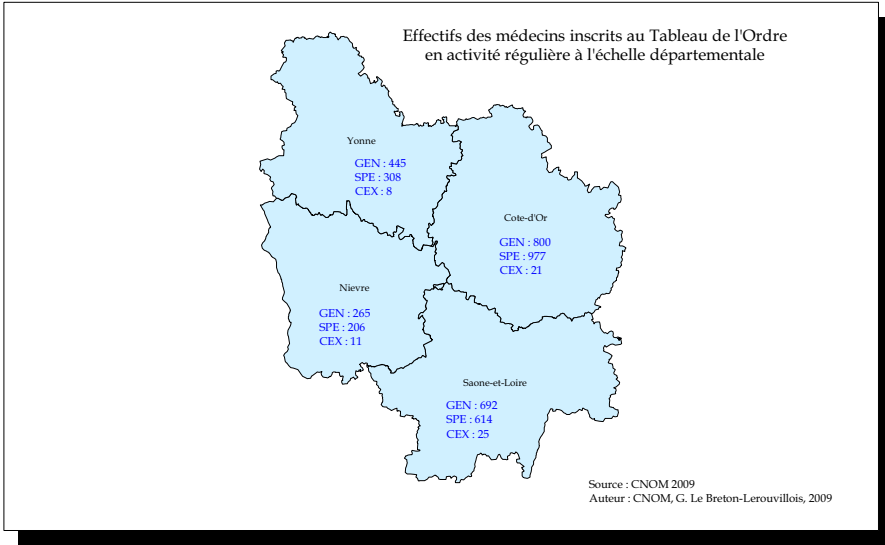 Effectifs des médecins inscrits au Tableau de l'Ordre
en activité régulière à l'échelle départementale
Yonne
GEN : 445
SPE : 308
CEX : 8
Cote-d'Or
GEN : 800
SPE : 977
CEX : 21
Nievre
GEN : 265
SPE : 206
CEX : 11
Saone-et-Loire
GEN : 692
SPE : 614
CEX : 25
Source : CNOM 2009
Auteur : CNOM, G. Le Breton-Lerouvillois, 2009